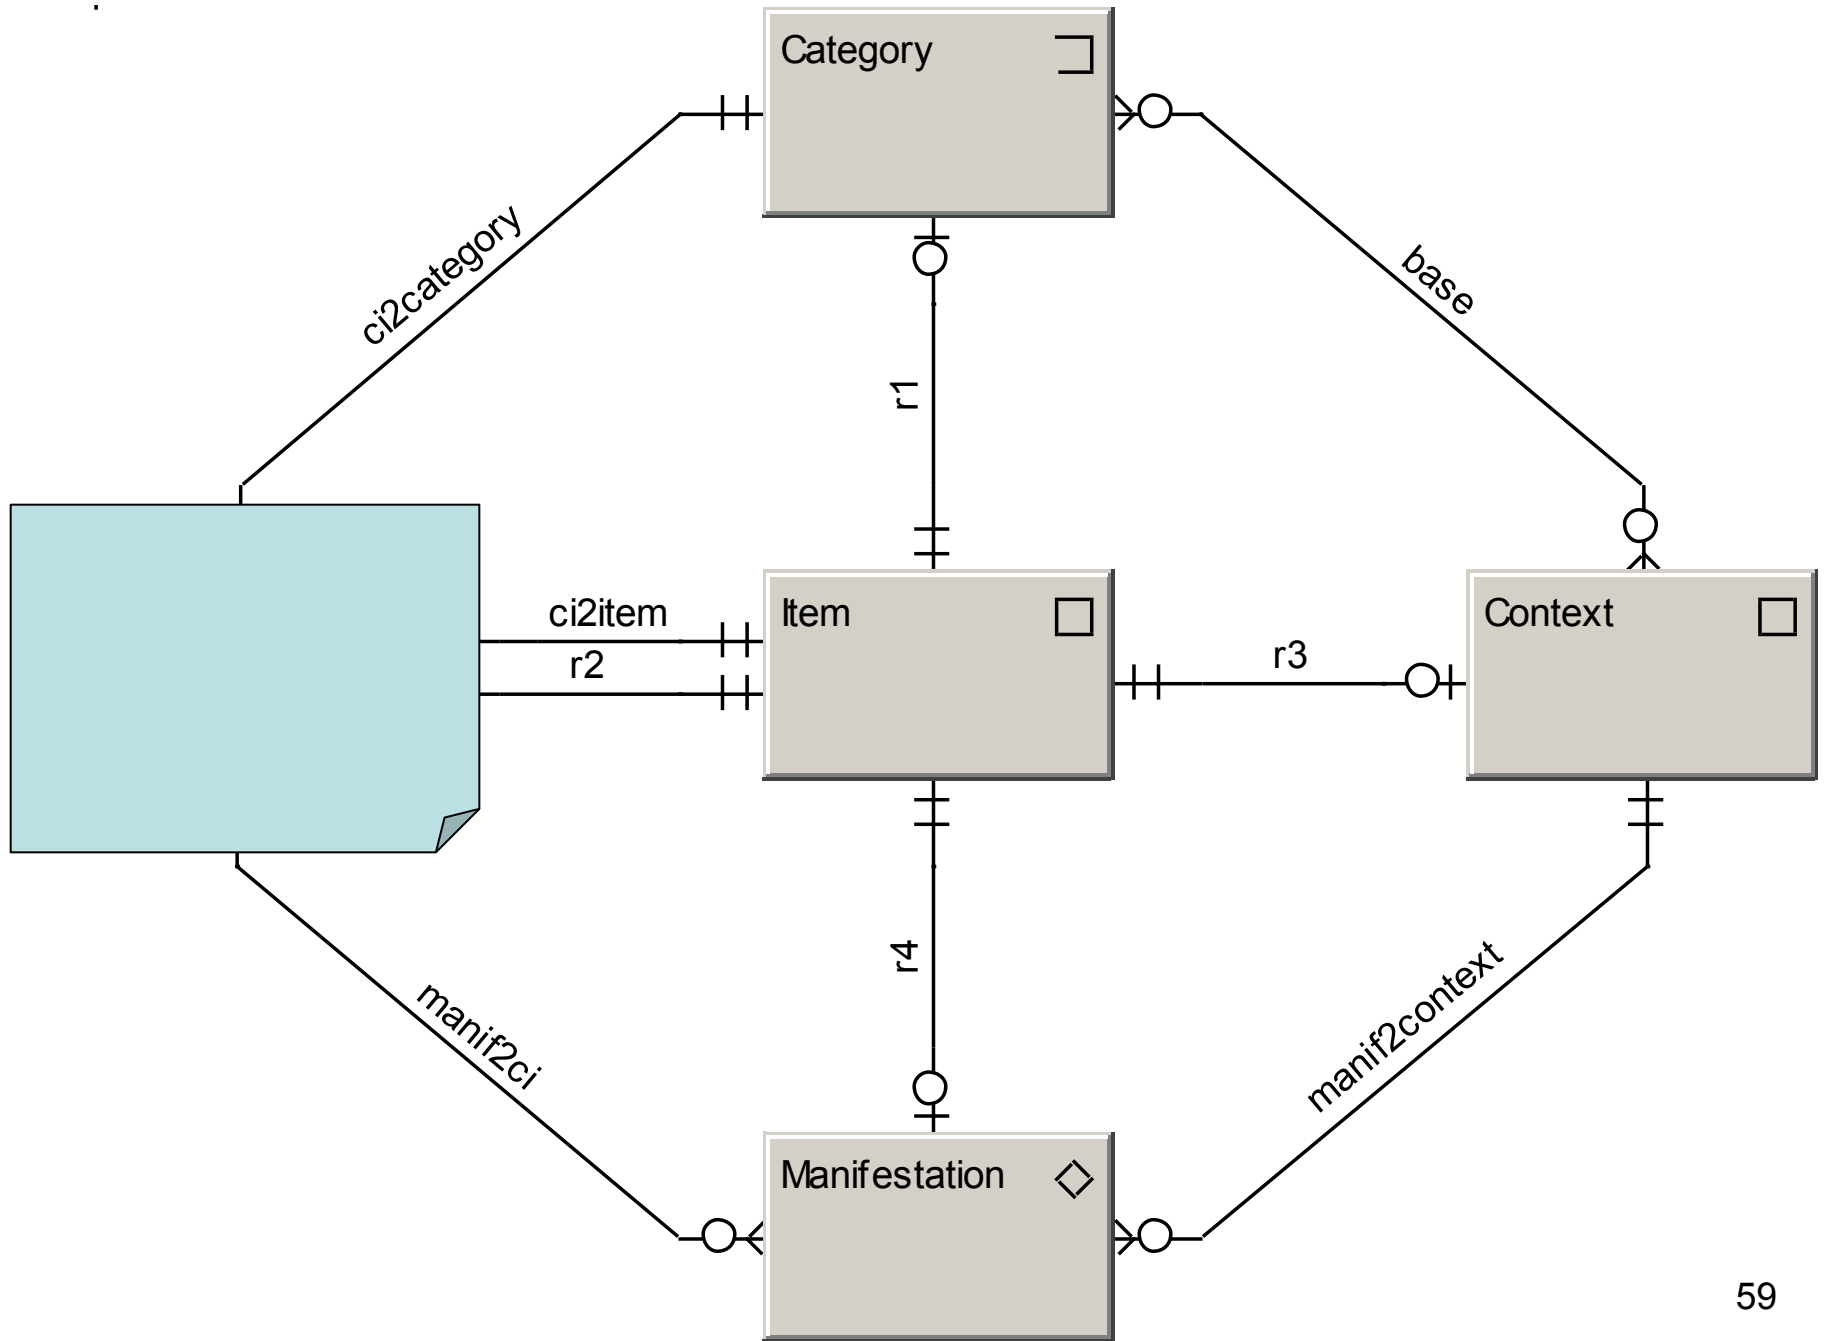 Category
ci2category
base
r1
ci2item
Item
Context
r2
r3
r4
manif2ci
manif2context
Manifestation
59